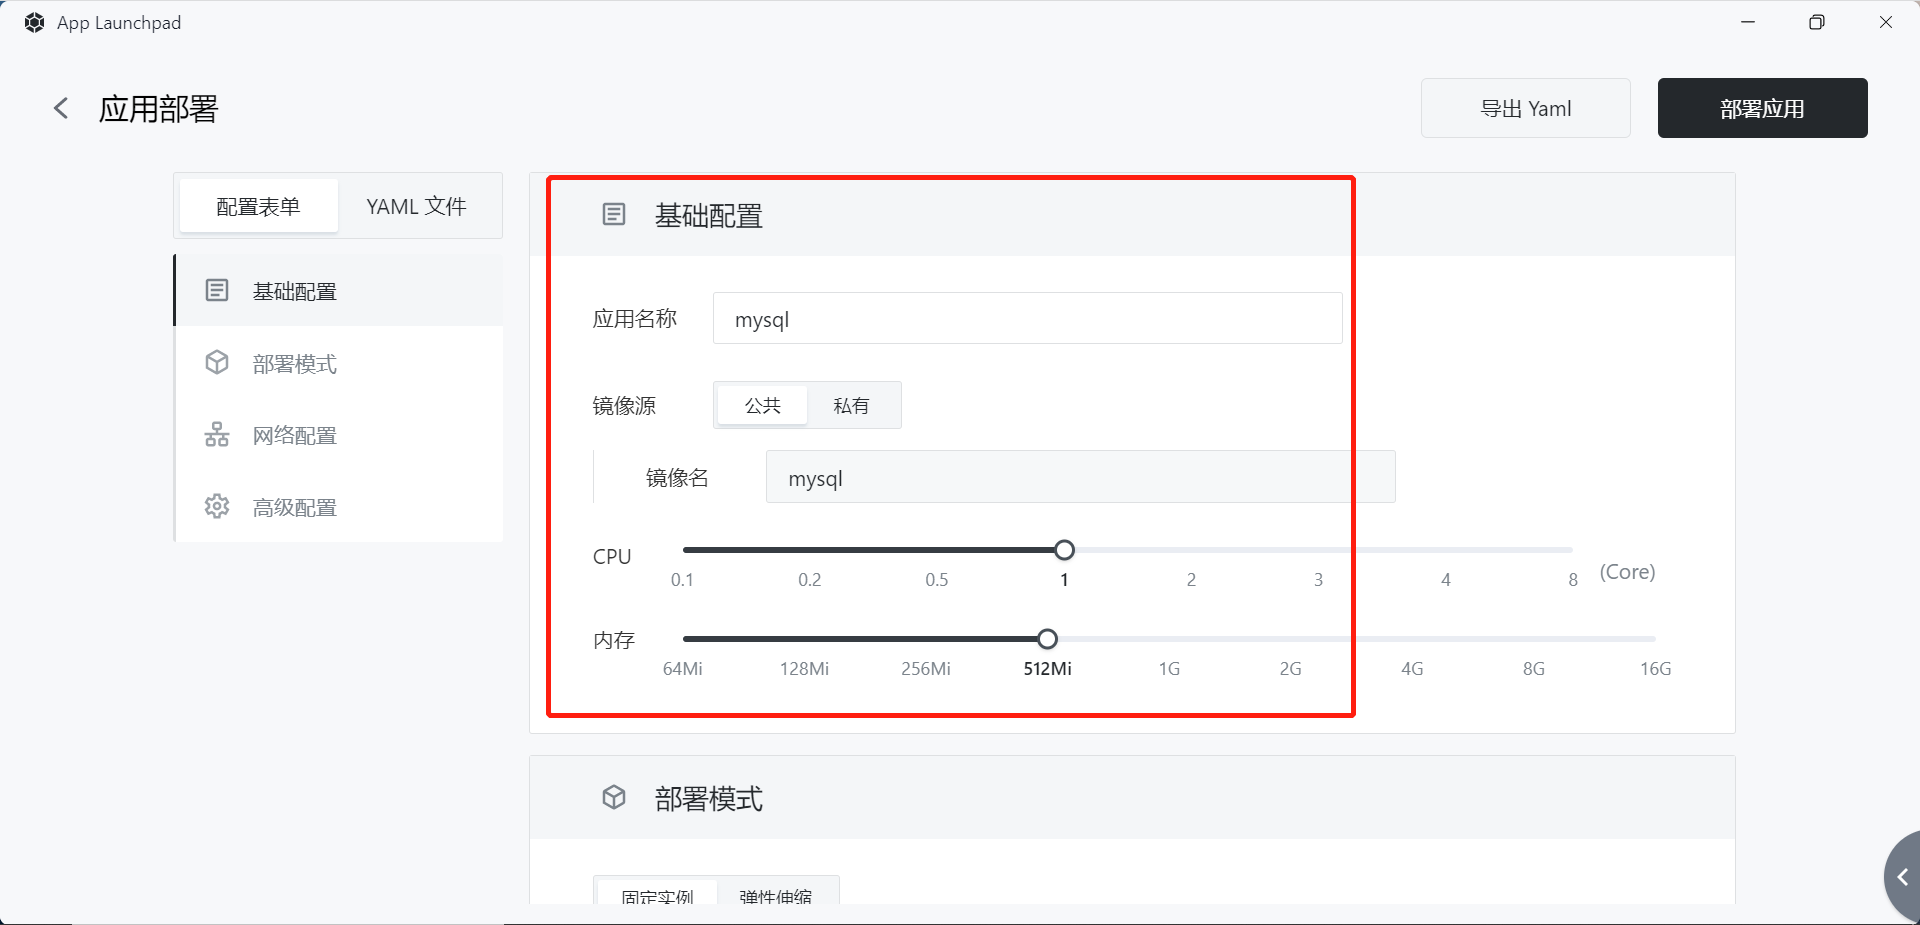 App Launchpad
应用部署
导出 Yaml
部署应用
配置表单
YAML 文件
基础配置
部署模式
网络配置
高级配置
基础配置
应用名称
mysql
镜像源
公共
私有
镜像名
mysql
CPU
0.1 0.2 0.5 1 2 3 4 8 (Core)
内存
64Mi 128Mi 256Mi 512Mi 1G 2G 4G 8G 16G
部署模式
固定实例
弹性伸缩